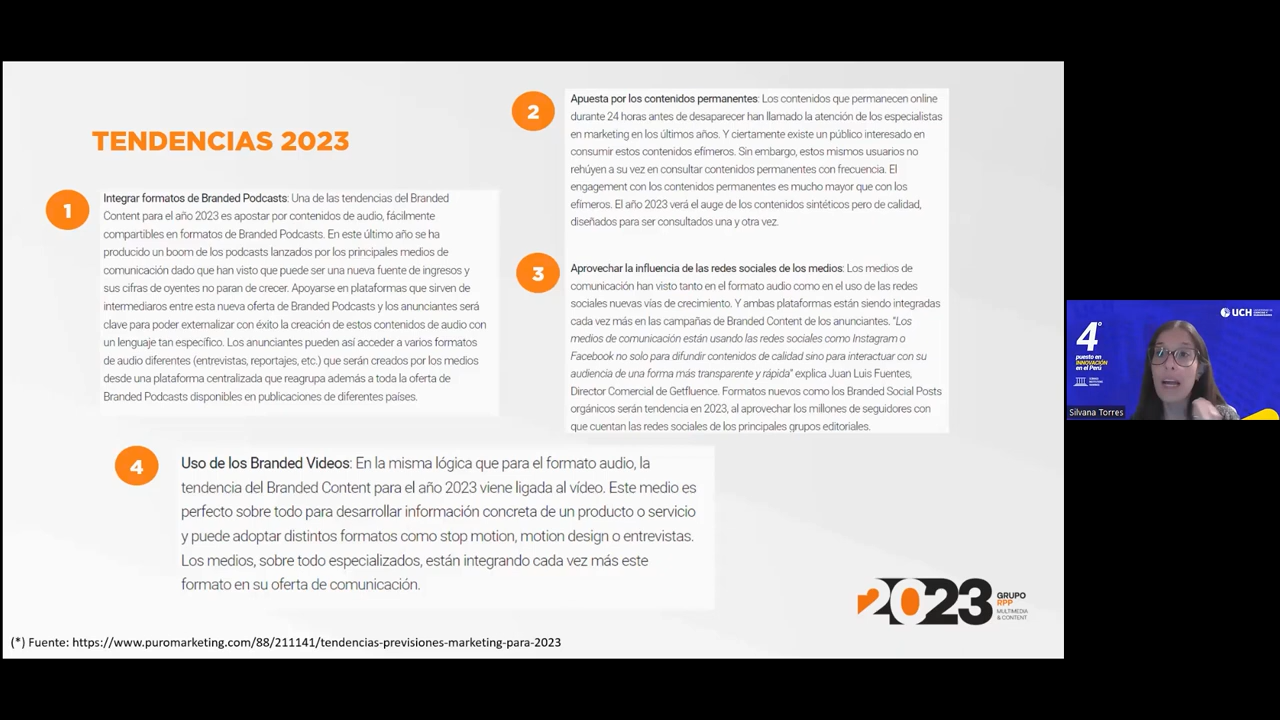 TENDENCIAS 2023
1
Integrar formatos de Branded Podcasts: Una de las tendencias del Branded
Content para el año 2023 es apostar por contenidos de audio, fácilmente
compartibles en formatos de Branded Podcasts. En este último año se ha
producido un boom de los podcasts lanzados por los principales medios de
comunicación dado que han visto que puede ser una nueva fuente de ingresos y
sus cifras de oyentes no paran de crecer. Apoyarse en plataformas que sirven de
intermediarios entre esta nueva oferta de Branded Podcasts y los anunciantes será
clave para poder externalizar con éxito la creación de estos contenidos de audio con
un lenguaje tan específico. Los anunciantes pueden así acceder a varios formatos
de audio diferentes (entrevistas, reportajes, etc.) que serán creados por los medios
desde una plataforma centralizada que reagrupa además a toda la oferta de
Branded Podcasts disponibles en publicaciones de diferentes países.
2
Apuesta por los contenidos permanentes: Los contenidos que permanecen online
durante 24 horas antes de desaparecer han llamado la atención de los especialistas
en marketing en los últimos años. Y ciertamente existe un público interesado en
consumir estos contenidos efímeros. Sin embargo, estos mismos usuarios no
rehúyen a su vez en consultar contenidos permanentes con frecuencia. El
engagement con los contenidos permanentes es mucho mayor que con los
efímeros. El año 2023 verá el auge de los contenidos sintéticos pero de calidad,
diseñados para ser consultados una y otra vez.
3
Aprovechar la influencia de las redes sociales de los medios: Los medios de
comunicación han visto tanto en el formato audio como en el uso de las redes
sociales nuevas vías de crecimiento. Y ambas plataformas están siendo integradas
cada vez más en las campañas de Branded Content de los anunciantes. "Los
medios de comunicación están usando las redes sociales como Instagram o
Facebook no solo para difundir contenidos de calidad sino para interactuar con su
audiencia de una forma más transparente y rápida" explica Juan Luis Fuentes,
Director Comercial de Getfluence. Formatos nuevos como los Branded Social Posts
orgánicos serán tendencia en 2023, al aprovechar los millones de seguidores con
que cuentan las redes sociales de los principales grupos editoriales.
4
Uso de los Branded Videos: En la misma lógica que para el formato audio, la
tendencia del Branded Content para el año 2023 viene ligada al vídeo. Este medio es
perfecto sobre todo para desarrollar información concreta de un producto o servicio
y puede adoptar distintos formatos como stop motion, motion design o entrevistas.
Los medios, sobre todo especializados, están integrando cada vez más este
formato en su oferta de comunicación.
2023
GRUPO
RPP
MULTIMEDIA
& CONTENT
(*) Fuente: https://www.puromarketing.com/88/211141/tendencias-previsiones-marketing-para-2023
UCH
4°
puesto en
INNOVACIÓN
en el Perú
Silvana Torres